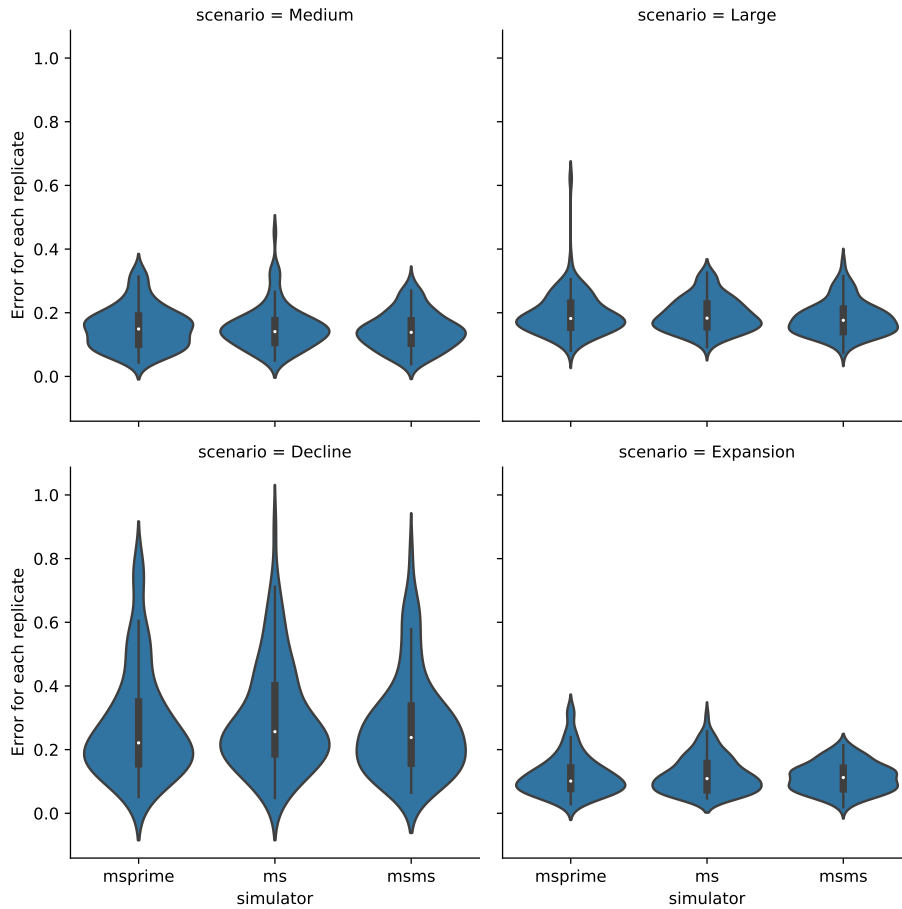 scenario = Medium
scenario = Large
1.0
0.8
0.6
0.4
0.2
0.0
Error for each replicate
scenario = Decline
scenario = Expansion
1.0
0.8
0.6
0.4
0.2
0.0
Error for each replicate
msprime
ms
msms
simulator
msprime
ms
msms
simulator